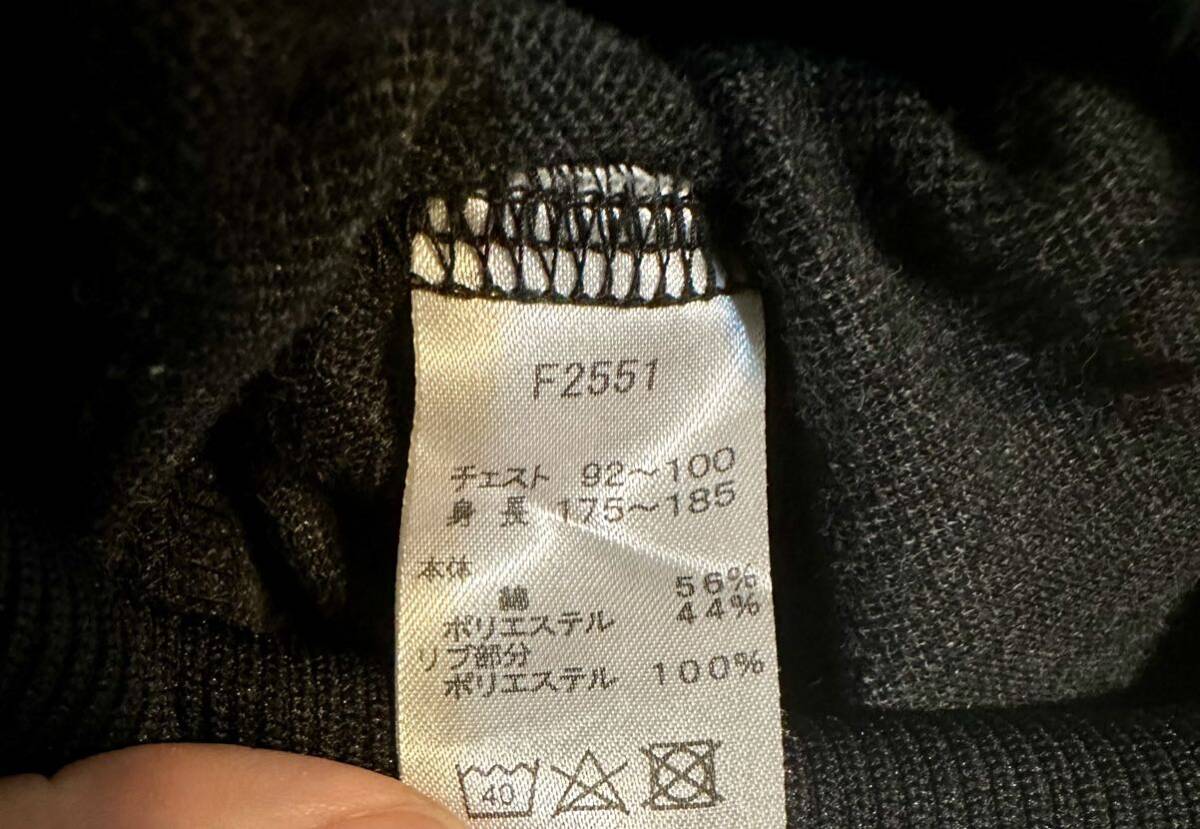 F2551
チェスト 92～100
身長 175～185
本体
綿 56%
ポリエステル 44%
リブ部分
ポリエステル 100%
40